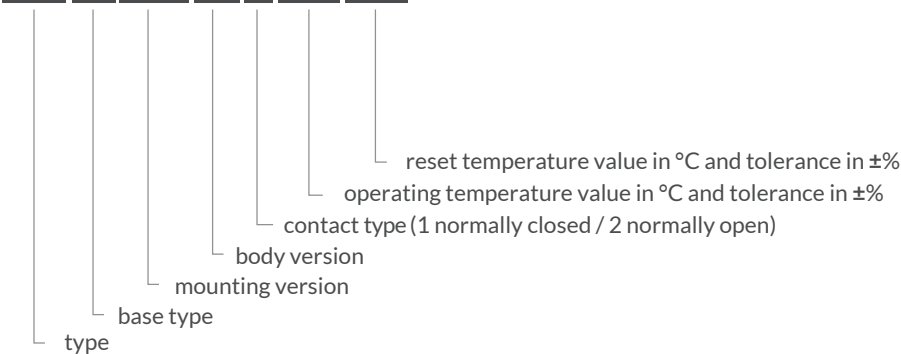 reset temperature value in °C and tolerance in ±%
operating temperature value in °C and tolerance in ±%
contact type (1 normally closed / 2 normally open)
body version
mounting version
base type
type